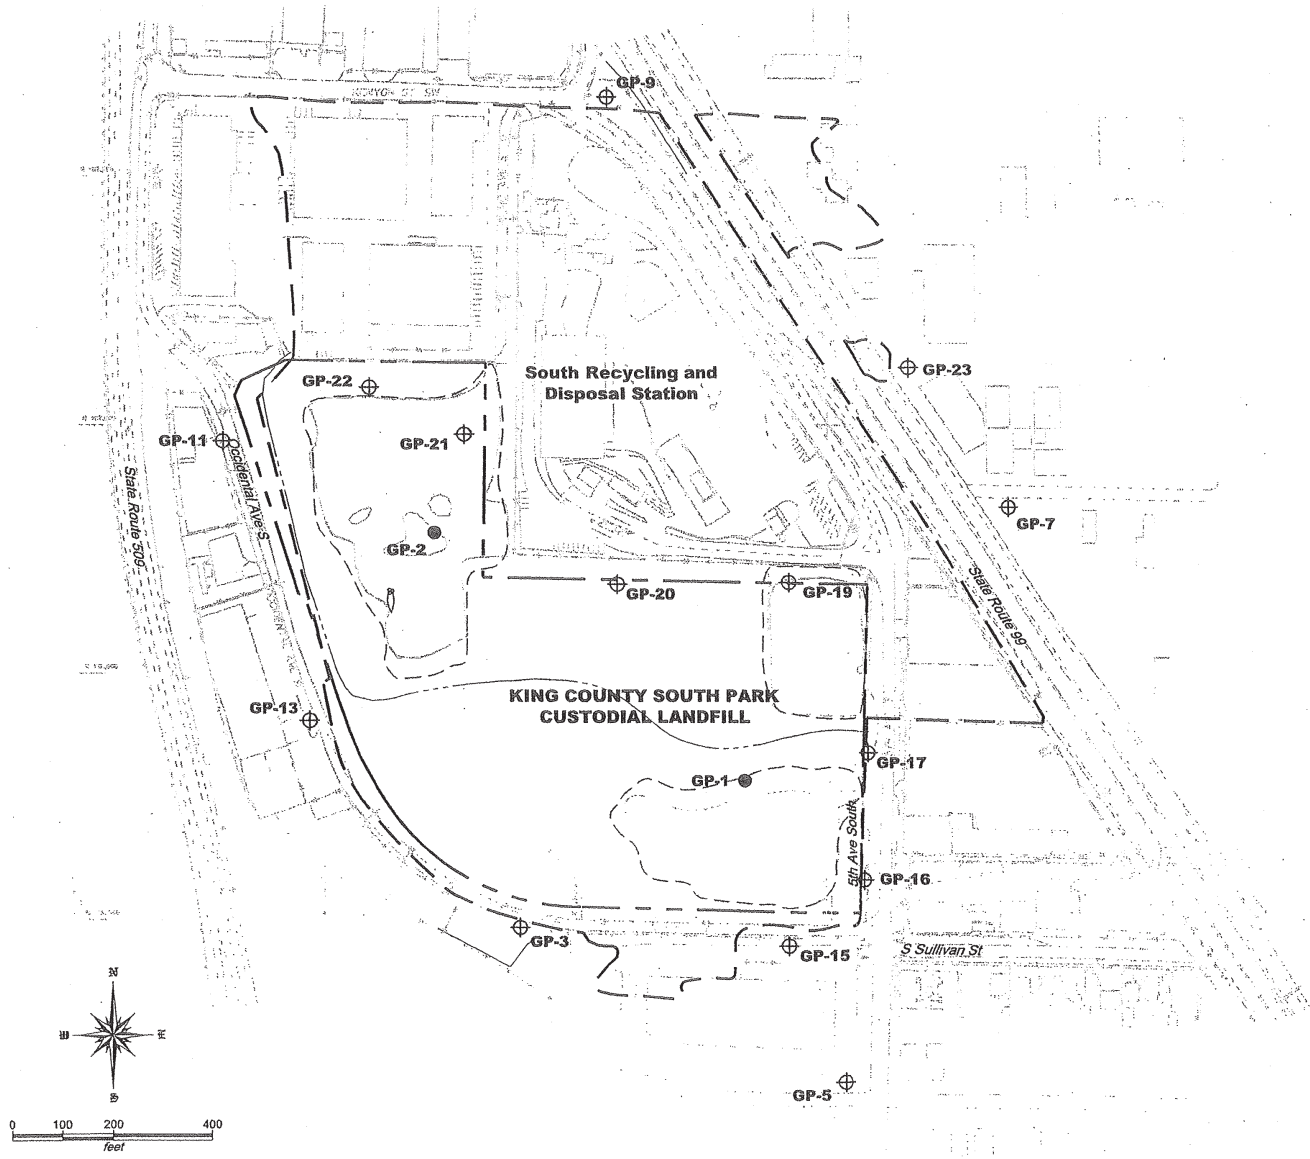 GP-9
KENYON ST SW
South Recycling and
Disposal Station
GP-23
GP-22
GP-11
GP-21
Occidental Ave S
State Route 509
GP-2
GP-7
GP-20
GP-19
State Route 99
KING COUNTY SOUTH PARK
CUSTODIAL LANDFILL
GP-13
GP-17
GP-1
5th Ave South
GP-16
GP-3
GP-15
S Sullivan St
N
W
E
S
GP-5
0 100 200 400
feet